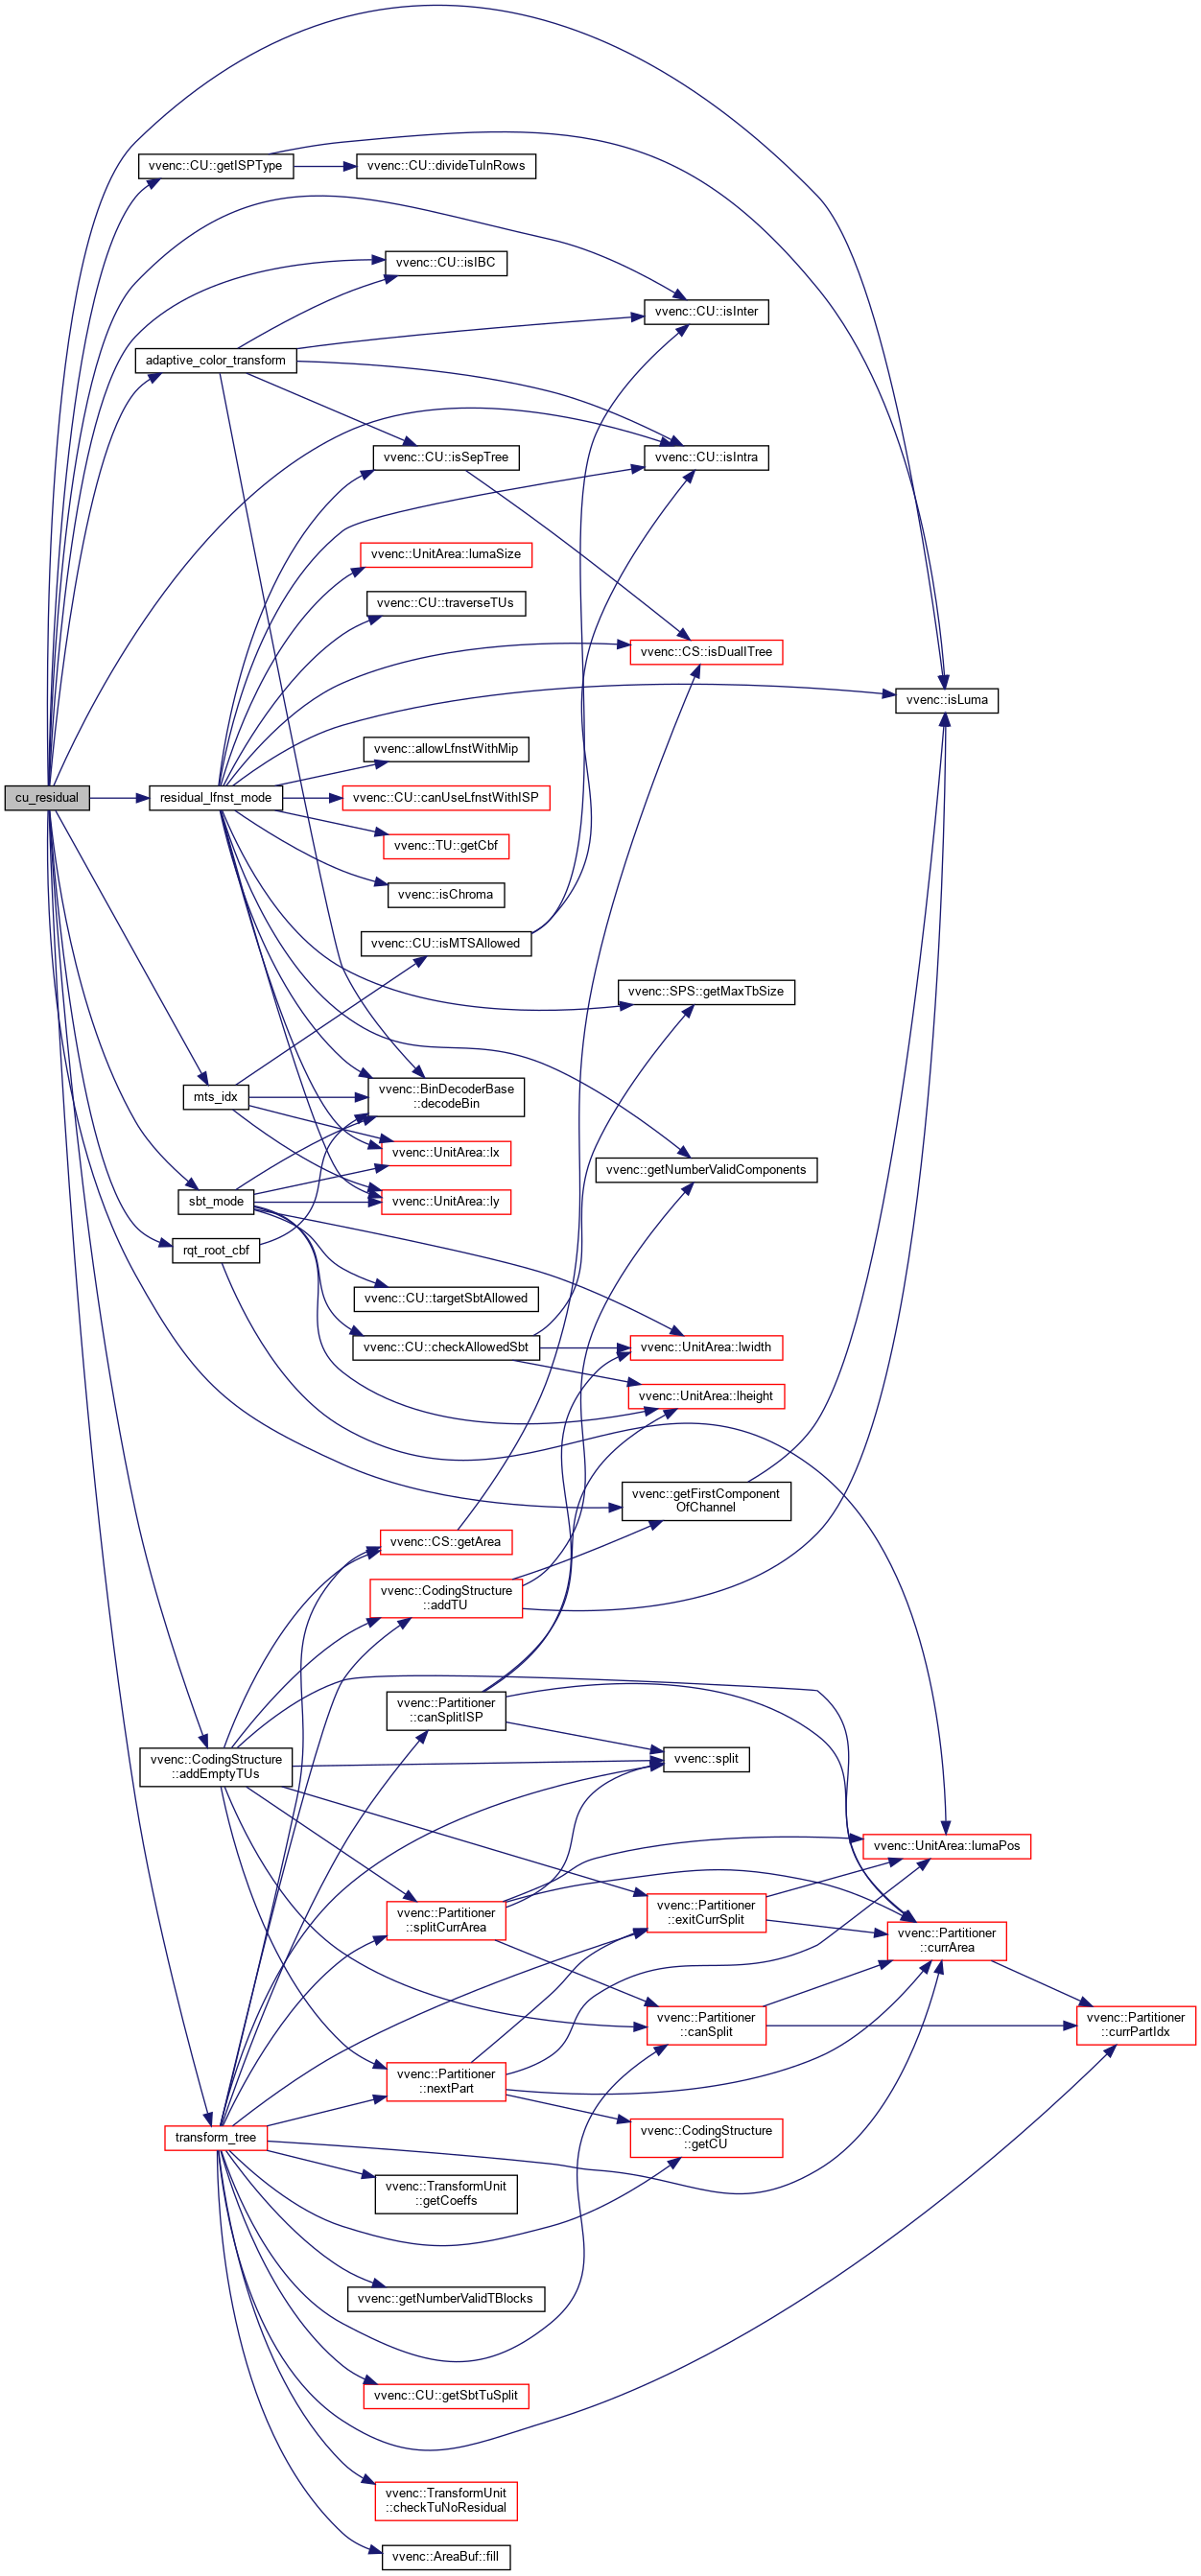 vvenc::CU::getISPType
vvenc::CU::divideTuInRows
vvenc::CU::isIBC
vvenc::CU::isInter
adaptive_color_transform
vvenc::CU::isSepTree
vvenc::CU::isIntra
vvenc::UnitArea::lumaSize
vvenc::CU::traverseTUs
vvenc::CS::isDualITree
vvenc::isLuma
vvenc::allowLfnstWithMip
cu_residual
residual_lfnst_mode
vvenc::CU::canUseLfnstWithISP
vvenc::TU::getCbf
vvenc::isChroma
vvenc::CU::isMTSAllowed
vvenc::SPS::getMaxTbSize
mts_idx
vvenc::BinDecoderBase
::decodeBin
vvenc::UnitArea::lx
vvenc::getNumberValidComponents
sbt_mode
vvenc::UnitArea::ly
rqt_root_cbf
vvenc::CU::targetSbtAllowed
vvenc::CU::checkAllowedSbt
vvenc::UnitArea::lwidth
vvenc::UnitArea::lheight
vvenc::getFirstComponent
OfChannel
vvenc::CS::getArea
vvenc::CodingStructure
::addTU
vvenc::Partitioner
::canSplitISP
vvenc::CodingStructure
::addEmptyTUs
vvenc::split
vvenc::UnitArea::lumaPos
vvenc::Partitioner
::splitCurrArea
vvenc::Partitioner
::exitCurrSplit
vvenc::Partitioner
::currArea
vvenc::Partitioner
::canSplit
vvenc::Partitioner
::currPartIdx
vvenc::Partitioner
::nextPart
transform_tree
vvenc::CodingStructure
::getCU
vvenc::TransformUnit
::getCoeffs
vvenc::getNumberValidTBlocks
vvenc::CU::getSbtTuSplit
vvenc::TransformUnit
::checkTuNoResidual
vvenc::AreaBuf::fill